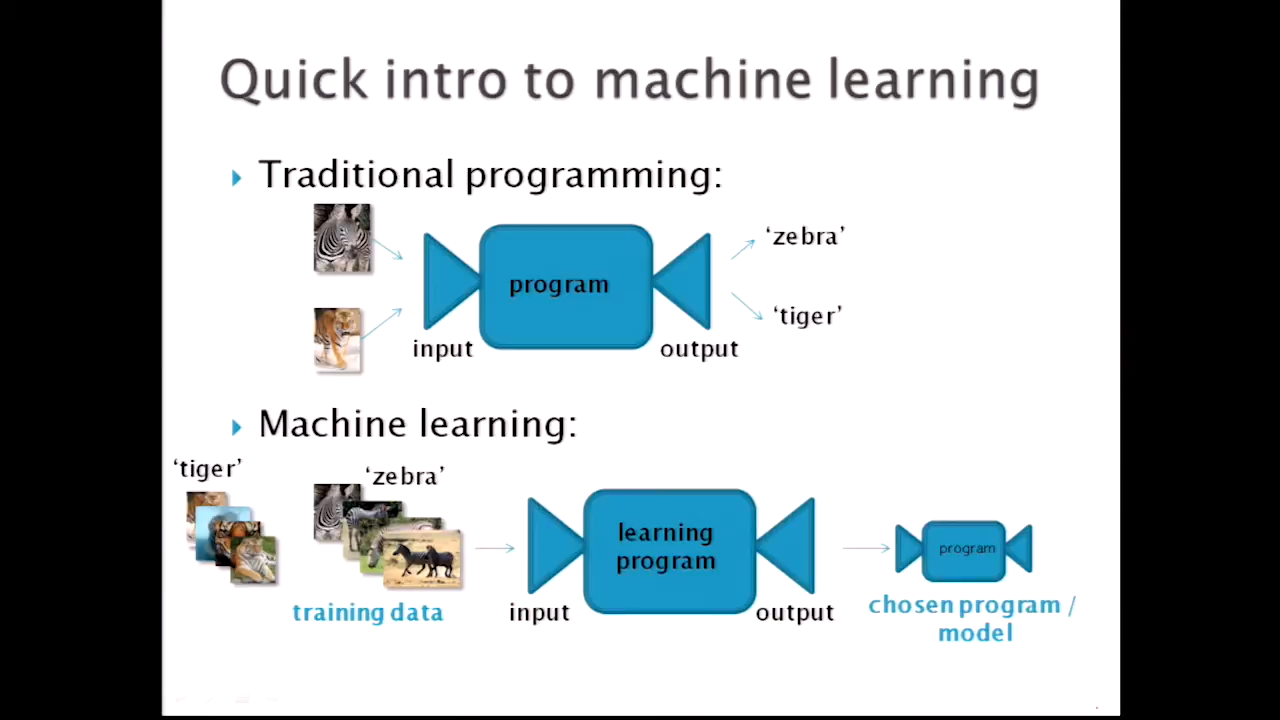 Quick intro to machine learning
Traditional programming:
‘zebra’
program
‘tiger’
input
output
Machine learning:
‘tiger’
‘zebra’
learning
program
program
training data
input
output
chosen program /
model